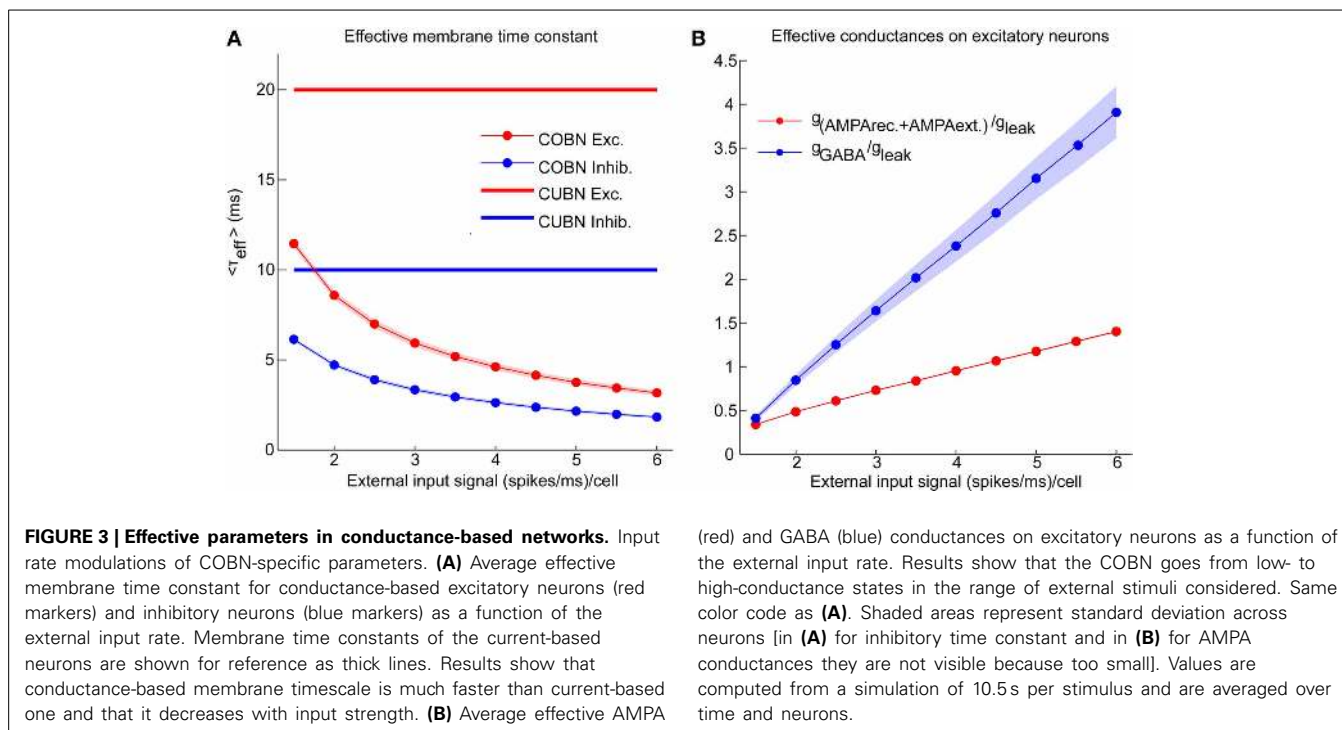 A Effective membrane time constant
20
15
10
5
0
<τeff> (ms)
COBN Exc.
COBN Inhib.
CUBN Exc.
CUBN Inhib.
2 3 4 5 6
External input signal (spikes/ms)/cell
B Effective conductances on excitatory neurons
4.5
4
3.5
3
2.5
2
1.5
1
0.5
0
g(AMPArec.+AMPAext.)/gleak
gGABA/gleak
2 3 4 5 6
External input signal (spikes/ms)/cell
FIGURE 3 | Effective parameters in conductance-based networks. Input
rate modulations of COBN-specific parameters. (A) Average effective
membrane time constant for conductance-based excitatory neurons (red
markers) and inhibitory neurons (blue markers) as a function of the
external input rate. Membrane time constants of the current-based
neurons are shown for reference as thick lines. Results show that
conductance-based membrane timescale is much faster than current-based
one and that it decreases with input strength. (B) Average effective AMPA
(red) and GABA (blue) conductances on excitatory neurons as a function of
the external input rate. Results show that the COBN goes from low- to
high-conductance states in the range of external stimuli considered. Same
color code as (A). Shaded areas represent standard deviation across
neurons [in (A) for inhibitory time constant and in (B) for AMPA
conductances they are not visible because too small]. Values are
computed from a simulation of 10.5 s per stimulus and are averaged over
time and neurons.